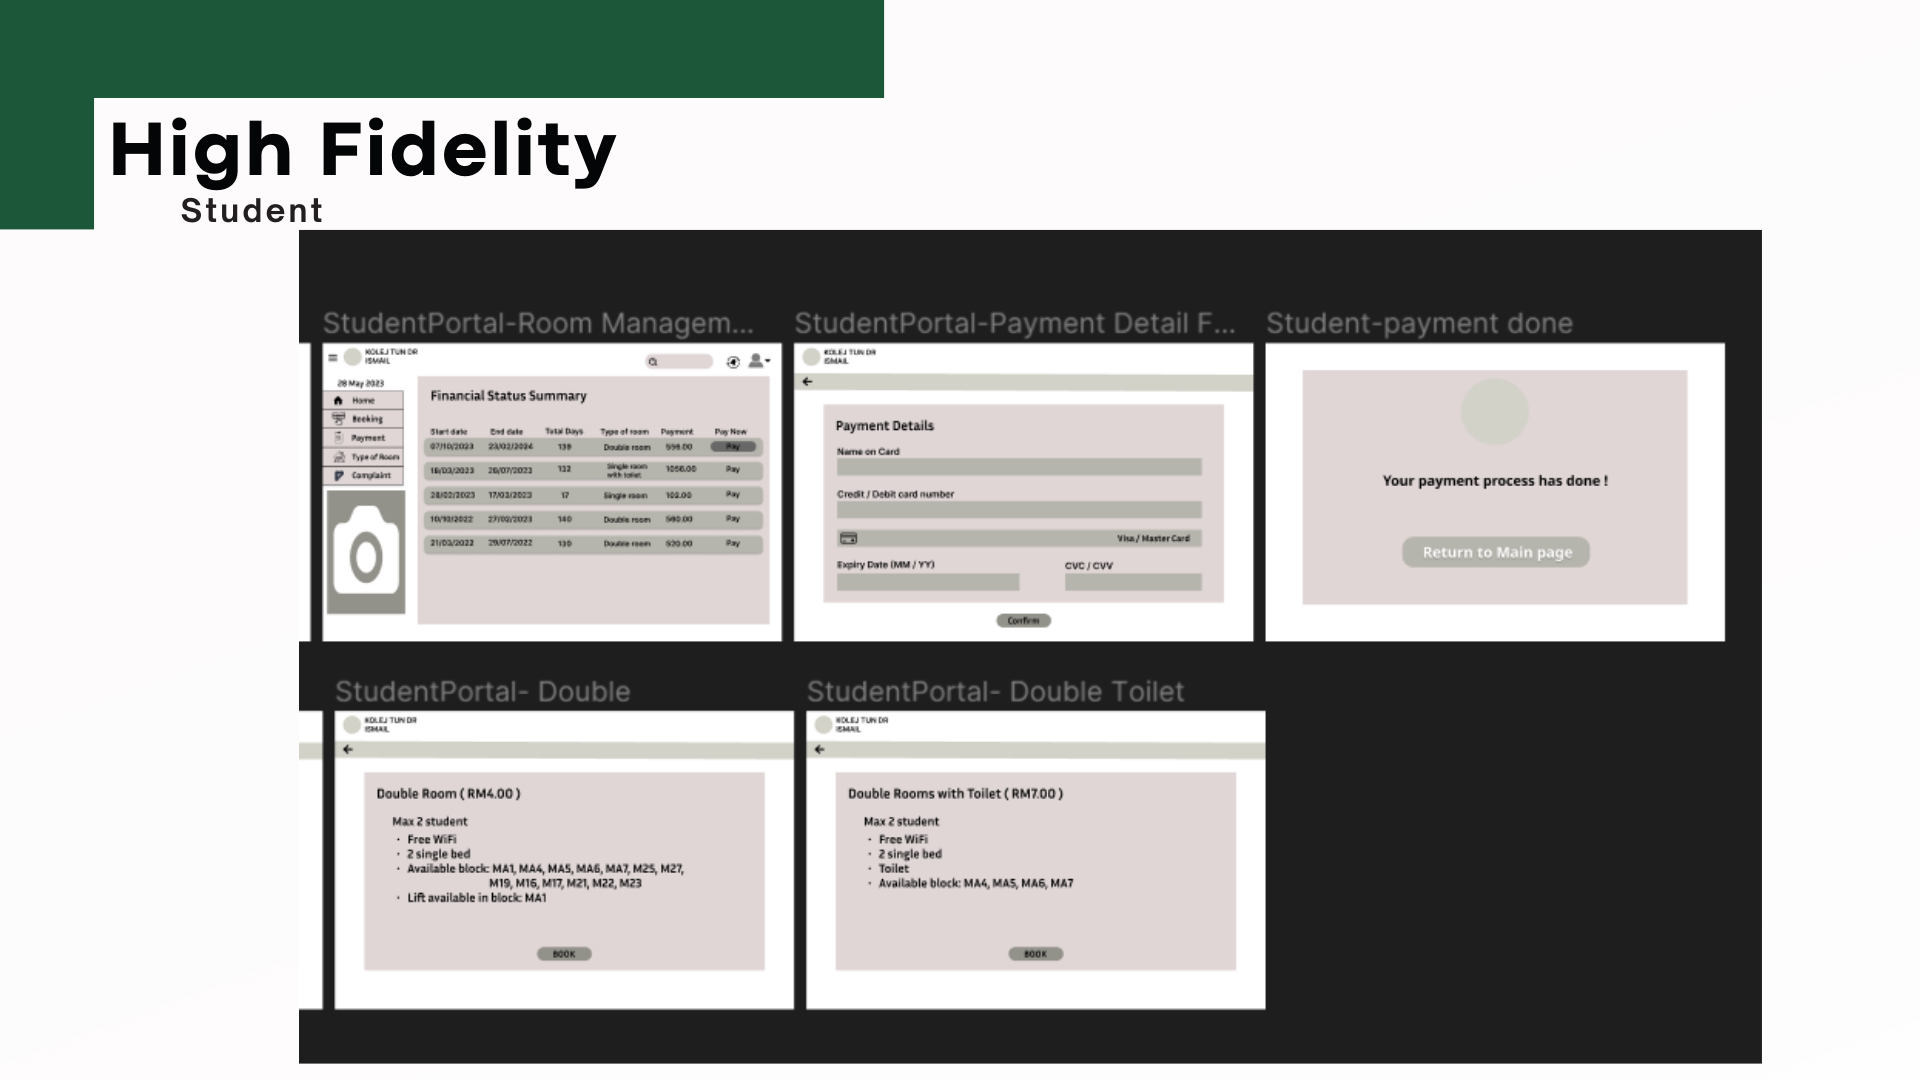 High Fidelity
Student
StudentPortal-Room Managem...
StudentPortal-Payment Detail F...
Student-payment done
KOLEJ TUN DR
ISMAIL
28 May 2023
Home
Booking
Payment
Type of Room
Complaint
Financial Status Summary
Start date End date Total Days Type of room Payment Pay Now
07/10/2023 23/02/2024 139 Double room 556.00 Pay
18/03/2023 28/07/2023 132 Single room with toilet 1056.00 Pay
28/02/2023 17/03/2023 17 Single room 102.00 Pay
10/10/2022 27/02/2023 140 Double room 560.00 Pay
21/03/2022 29/07/2022 130 Double room 520.00 Pay
KOLEJ TUN DR
ISMAIL
Payment Details
Name on Card
Credit / Debit card number
Visa / Master Card
Expiry Date (MM / YY) CVC / CVV
Confirm
Your payment process has done !
Return to Main page
StudentPortal- Double
StudentPortal- Double Toilet
KOLEJ TUN DR
ISMAIL
Double Room ( RM4.00 )
Max 2 student
· Free WiFi
· 2 single bed
· Available block: MA1, MA4, MA5, MA6, MA7, M25, M27,
M19, M16, M17, M21, M22, M23
· Lift available in block: MA1
BOOK
KOLEJ TUN DR
ISMAIL
Double Rooms with Toilet ( RM7.00 )
Max 2 student
· Free WiFi
· 2 single bed
· Toilet
· Available block: MA4, MA5, MA6, MA7
BOOK